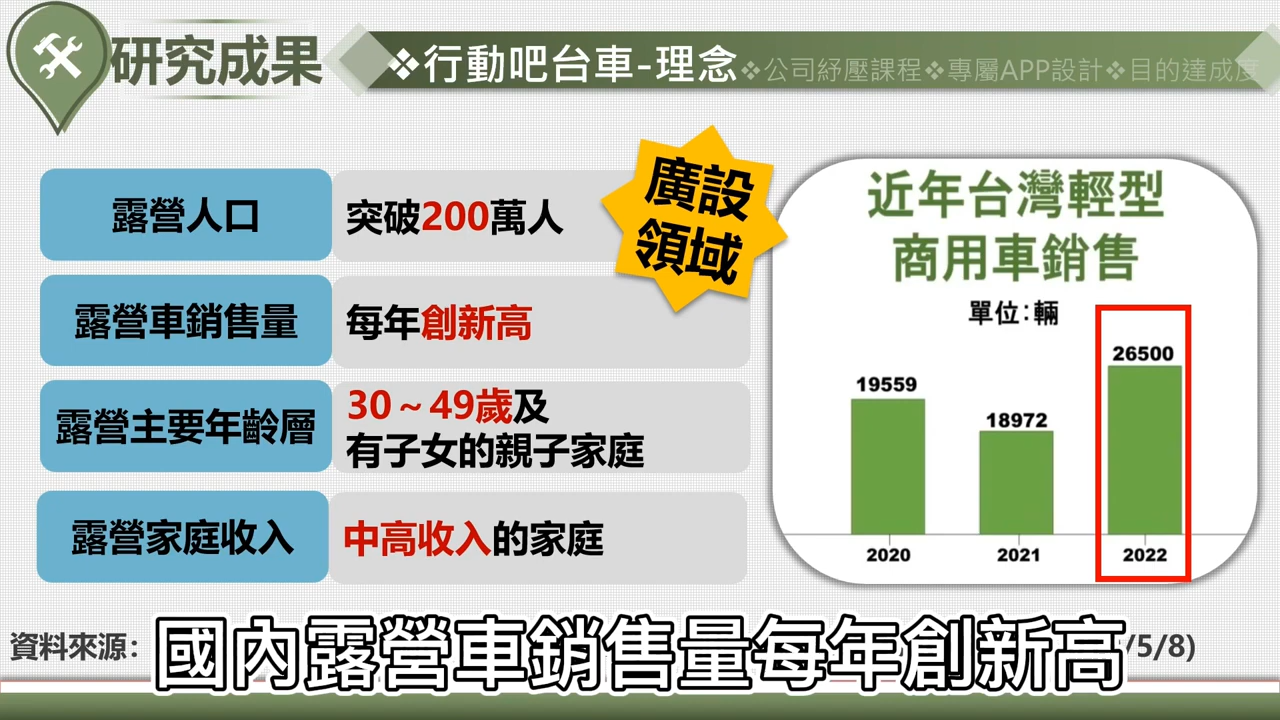 研究成果
❖行動吧台車-理念❖公司紓壓課程❖專屬APP設計❖目的達成度
露營人口
突破200萬人
廣設
領域
露營車銷售量
每年創新高
露營主要年齡層
30～49歲及
有子女的親子家庭
露營家庭收入
中高收入的家庭
近年台灣輕型
商用車銷售
單位:輛
19559
18972
26500
2020
2021
2022
資料來源:
/5/8)
國內露營車銷售量每年創新高